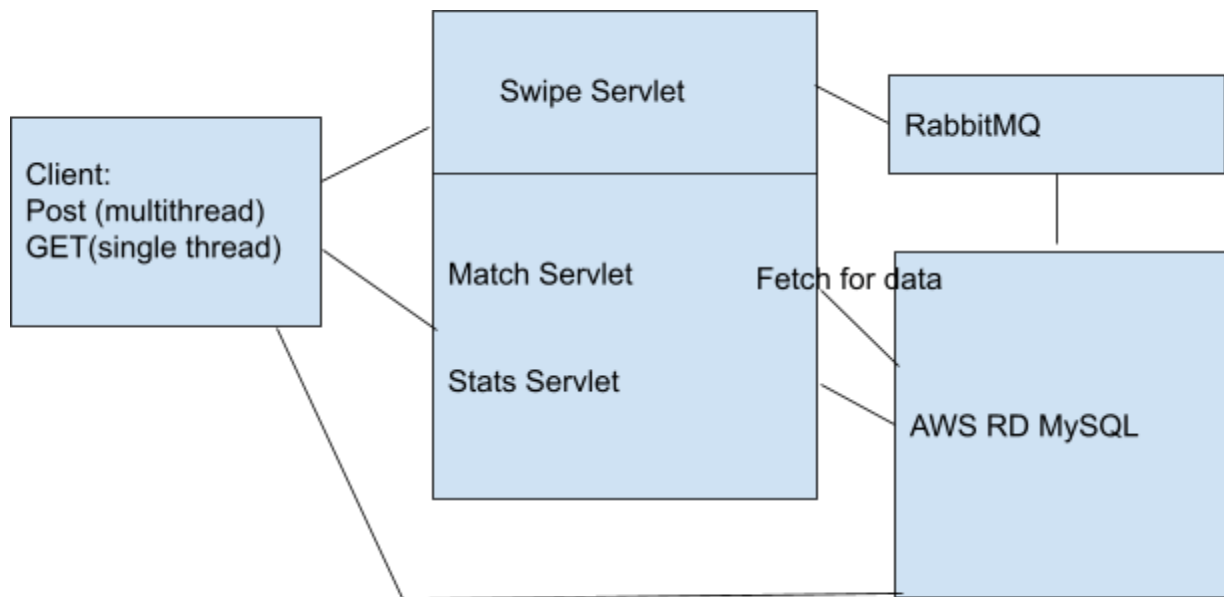 Client:
Post (multithread)
GET(single thread)
Swipe Servlet
Match Servlet
Stats Servlet
RabbitMQ
Fetch for data
AWS RD MySQL